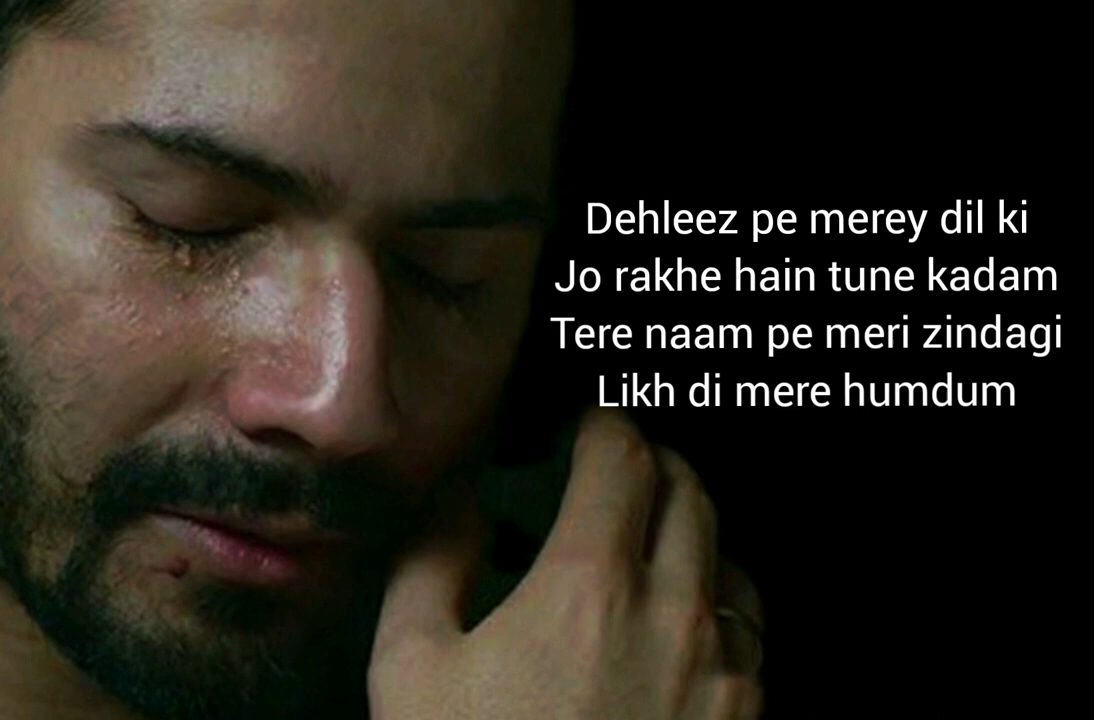 Dehleez pe merey dil ki
Jo rakhe hain tune kadam
Tere naam pe meri zindagi
Likh di mere humdum